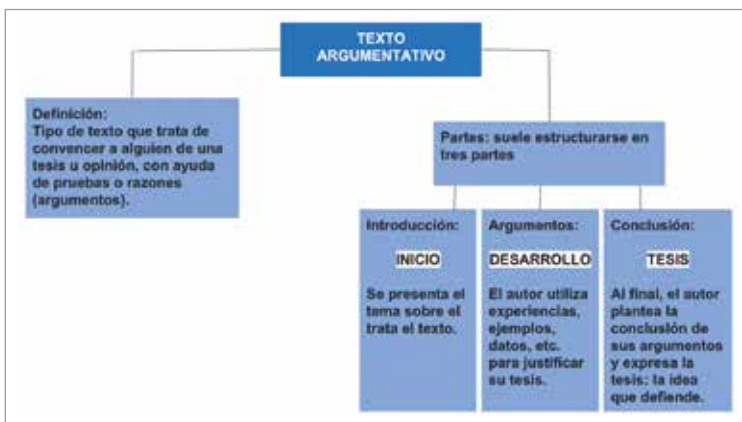 TEXTO
ARGUMENTATIVO
Definición:
Tipo de texto que trata de
convencer a alguien de una
tesis u opinión, con ayuda
de pruebas o razones
(argumentos).
Partes: suele estructurarse en
tres partes
Introducción:
INICIO
Se presenta el
tema sobre el
trata el texto.
Argumentos:
DESARROLLO
El autor utiliza
experiencias,
ejemplos,
datos, etc.
para justificar
su tesis.
Conclusión:
TESIS
Al final, el autor
plantea la
conclusión de
sus argumentos
y expresa la
tesis: la idea
que defiende.